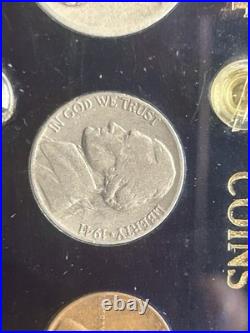 IN GOD WE TRUST
LIBERTY ★ 1941
COINS